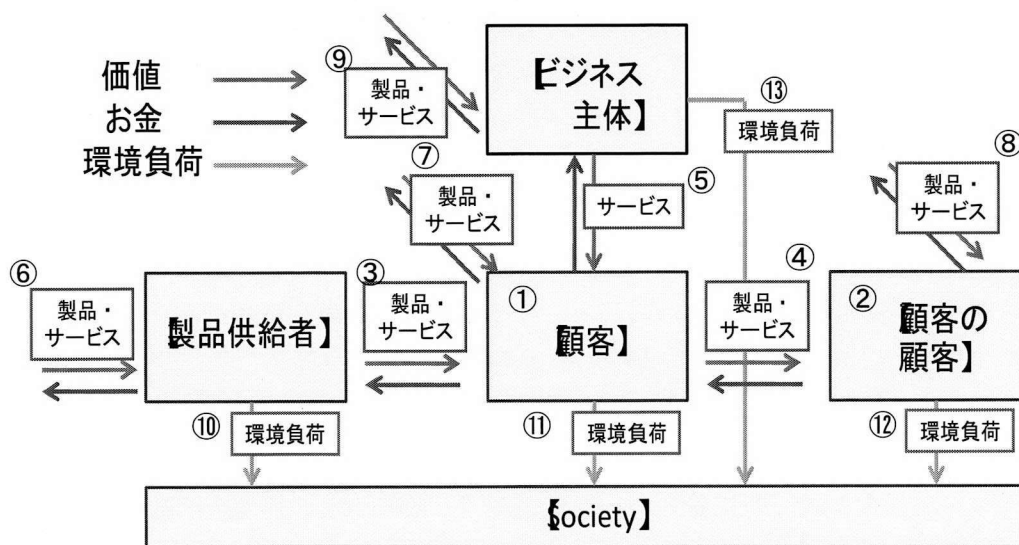 価値
お金
環境負荷
⑨
製品・
サービス
【ビジネス
主体】
⑬
環境負荷
⑦
製品・
サービス
⑤
サービス
⑧
製品・
サービス
⑥
製品・
サービス
【製品供給者】
③
製品・
サービス
①
【顧客】
④
製品・
サービス
②
【顧客の
顧客】
⑩
環境負荷
⑪
環境負荷
⑫
環境負荷
【Society】